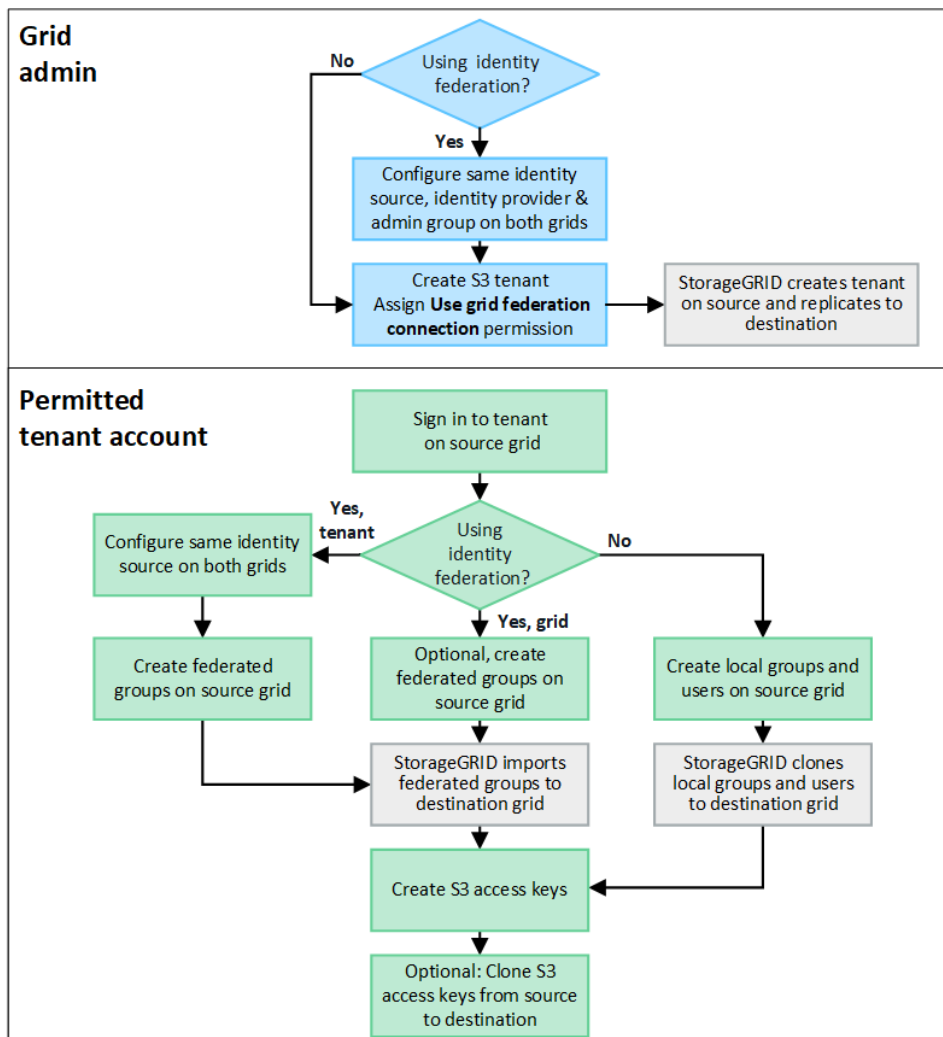 Grid
admin
No
Using identity
federation?
Yes
Configure same identity
source, identity provider &
admin group on both grids
Create S3 tenant
Assign Use grid federation
connection permission
StorageGRID creates tenant
on source and replicates to
destination
Permitted
tenant account
Sign in to tenant
on source grid
Yes,
tenant
Using
identity
federation?
No
Configure same identity
source on both grids
Yes, grid
Create federated
groups on source grid
Optional, create
federated groups on
source grid
Create local groups and
users on source grid
StorageGRID imports
federated groups to
destination grid
StorageGRID clones
local groups and users
to destination grid
Create S3 access keys
Optional: Clone S3
access keys from source
to destination